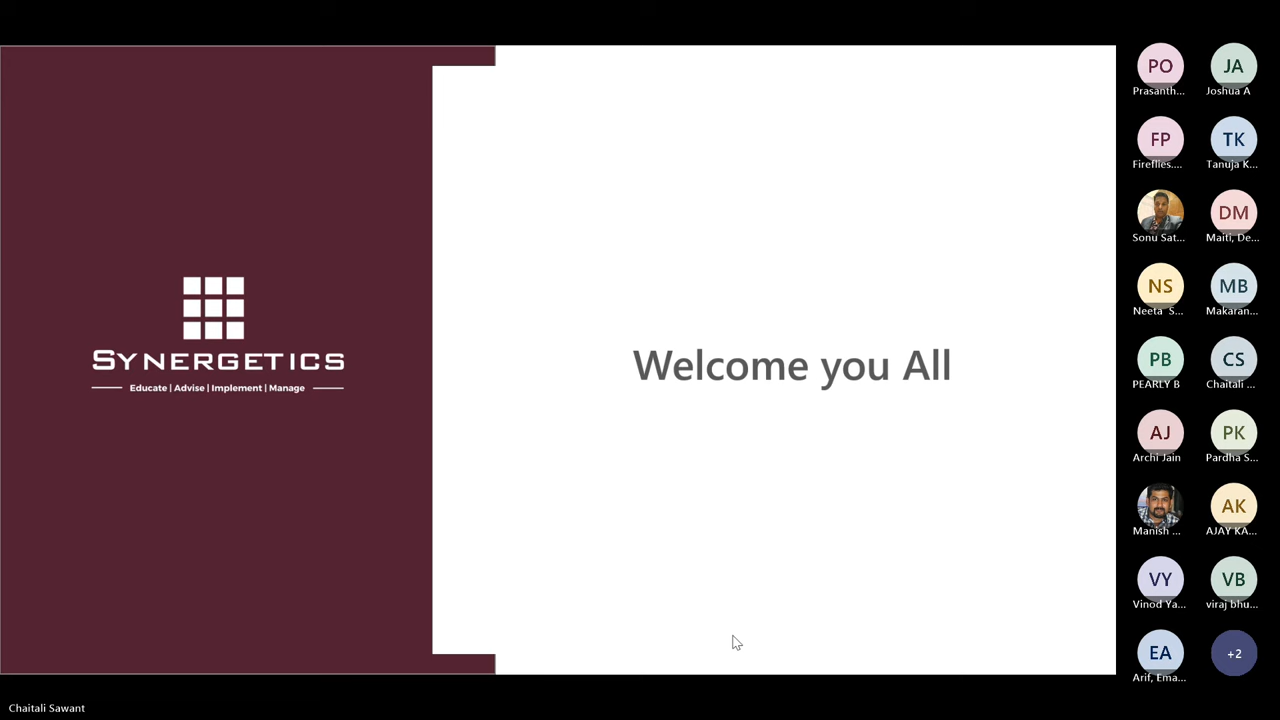 SYNERGETICS
Educate | Advise | Implement | Manage
Welcome you All
PO
Prasanth...
JA
Joshua A
FP
Fireflies....
TK
Tanuja K...
Sonu Sat...
DM
Maiti, De...
NS
Neeta S...
MB
Makaran...
PB
PEARLY B
CS
Chaitali ...
AJ
Archi Jain
PK
Pardha S...
Manish ...
AK
AJAY KA...
VY
Vinod Ya...
VB
viraj bhu...
EA
Arif, Ema...
+2
Chaitali Sawant